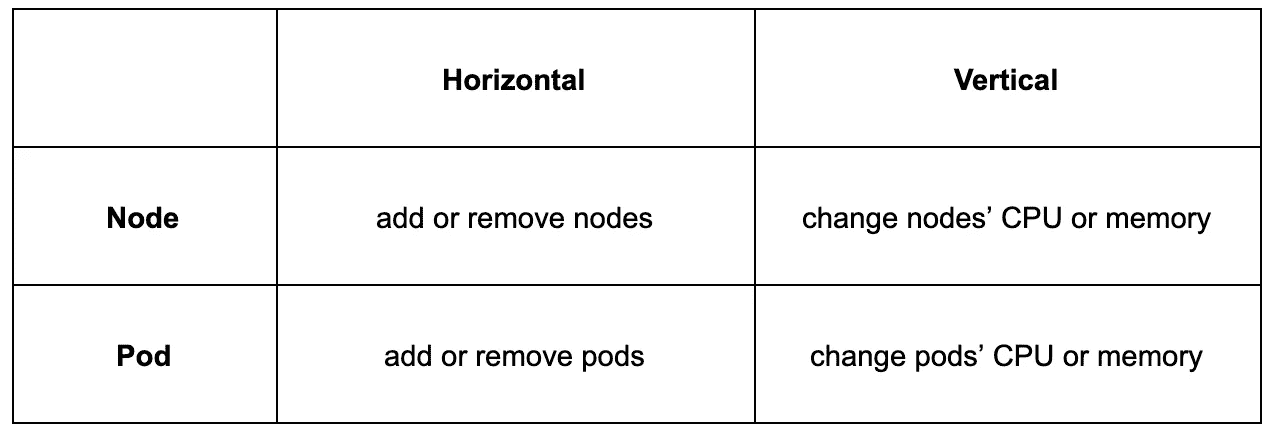 Horizontal
Vertical
Node
add or remove nodes
change nodes’ CPU or memory
Pod
add or remove pods
change pods’ CPU or memory